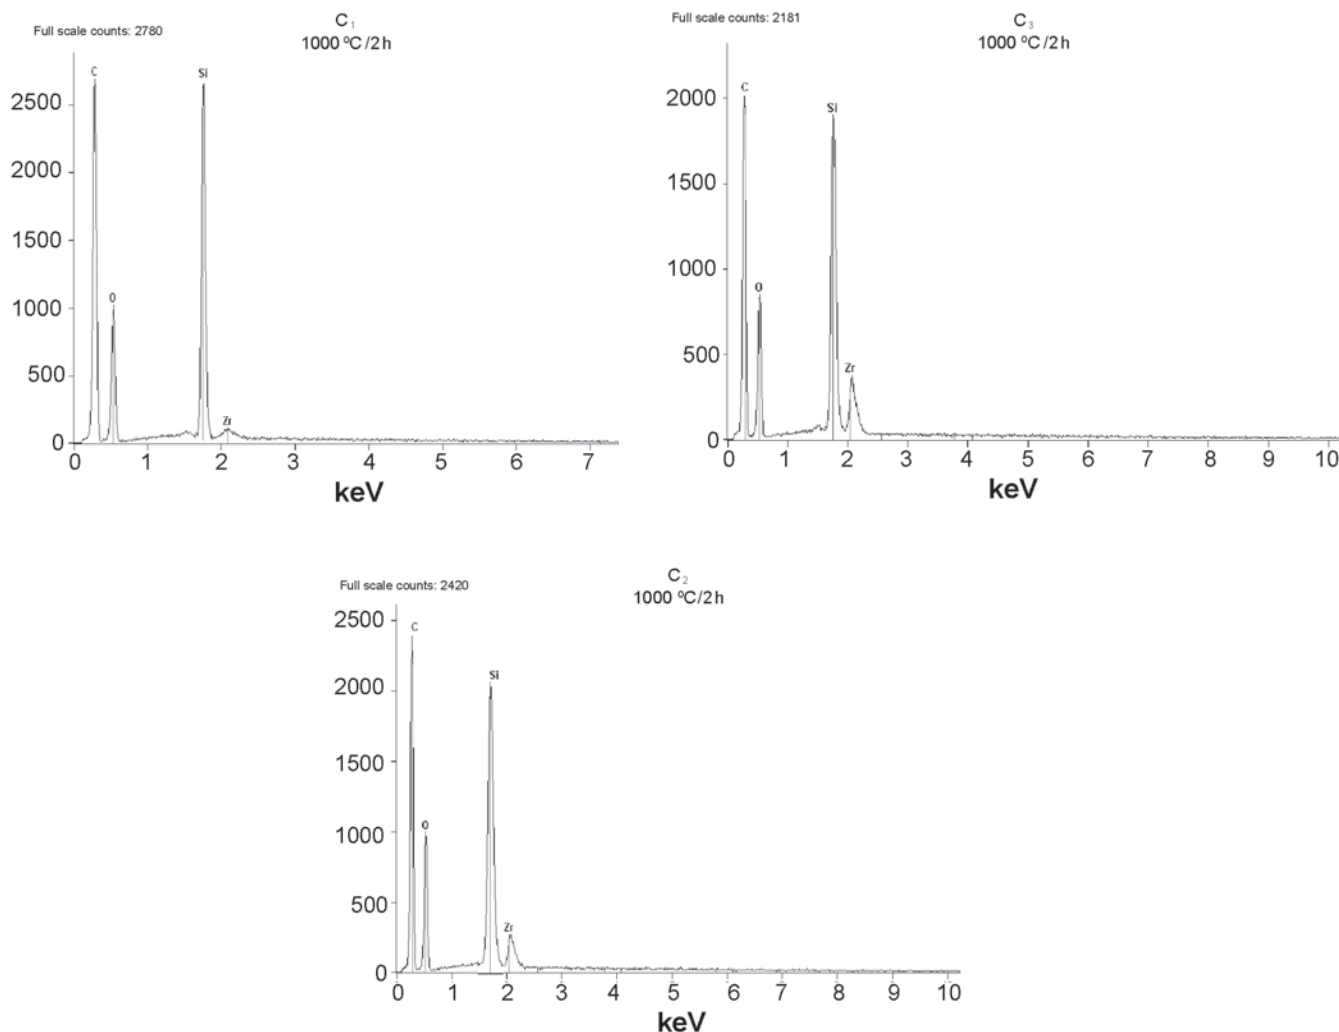 Full scale counts: 2780
C₁
1000 ºC/2h
C
Si
O
Zr
2500
2000
1500
1000
500
0
0 1 2 3 4 5 6 7
keV
Full scale counts: 2181
C₃
1000 ºC/2h
C
Si
O
Zr
2000
1500
1000
500
0
0 1 2 3 4 5 6 7 8 9 10
keV
Full scale counts: 2420
C₂
1000 ºC/2h
C
Si
O
Zr
2500
2000
1500
1000
500
0
0 1 2 3 4 5 6 7 8 9 10
keV